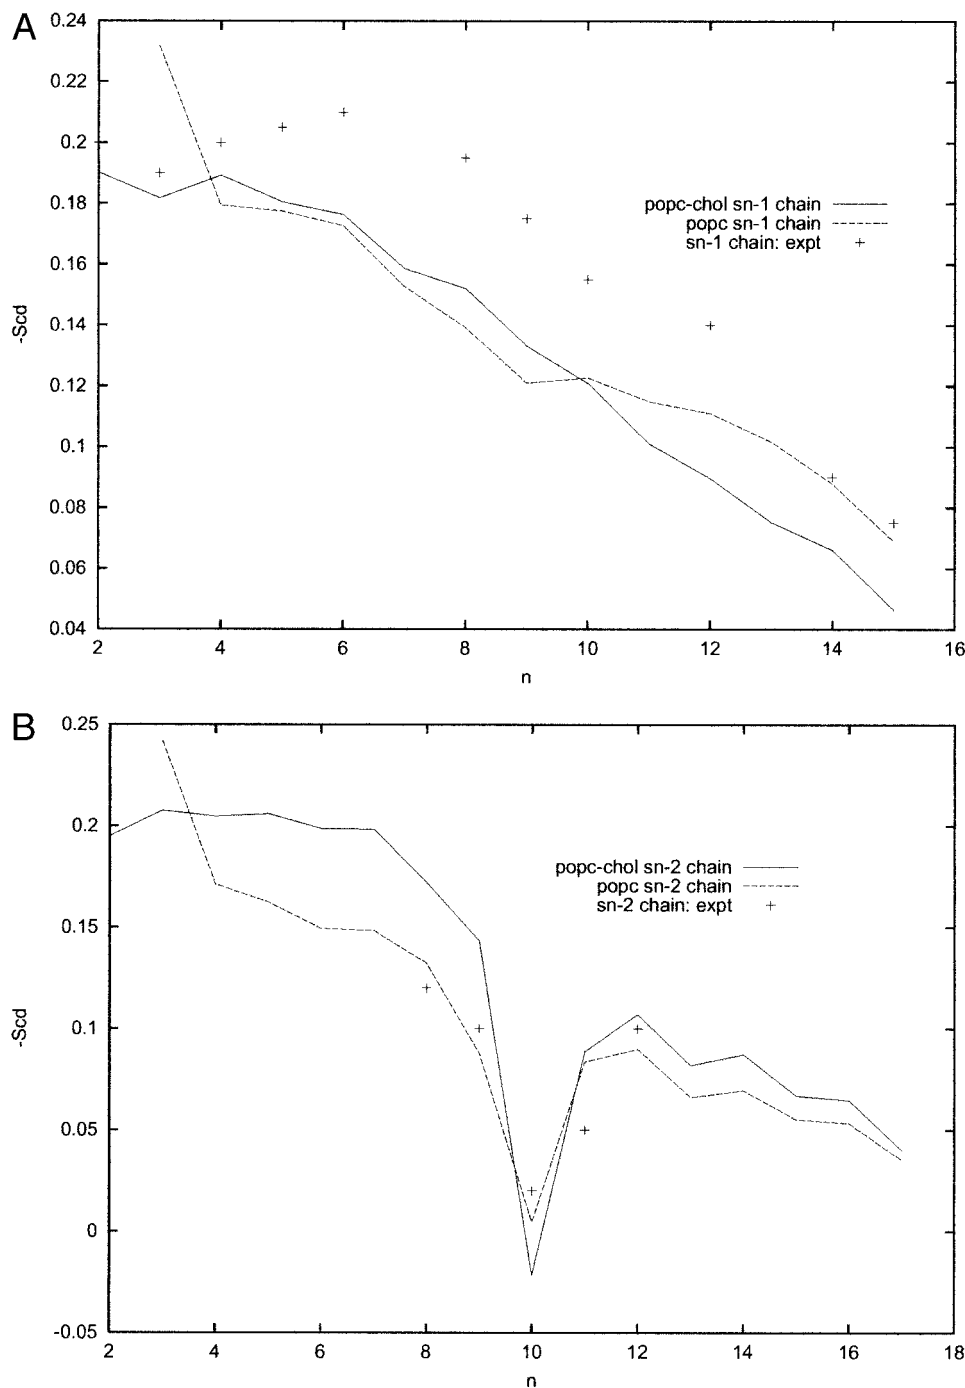 A
0.24
0.22
0.2
0.18
0.16
0.14
0.12
0.1
0.08
0.06
0.04
-Scd
popc-chol sn-1 chain
popc sn-1 chain
sn-1 chain: expt
2 4 6 8 10 12 14 16
n
B
0.25
0.2
0.15
0.1
0.05
0
-0.05
-Scd
popc-chol sn-2 chain
popc sn-2 chain
sn-2 chain: expt
2 4 6 8 10 12 14 16 18
n